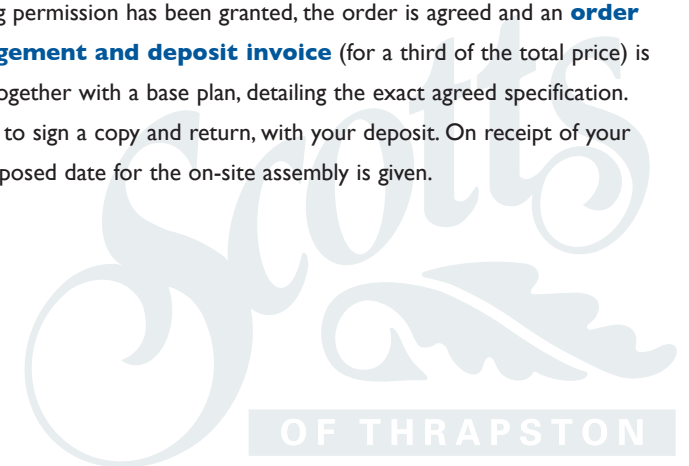 g permission has been granted, the order is agreed and an order
gement and deposit invoice (for a third of the total price) is
ogether with a base plan, detailing the exact agreed specification.
to sign a copy and return, with your deposit. On receipt of your
posed date for the on-site assembly is given.
Scotts
OF THRAPSTON